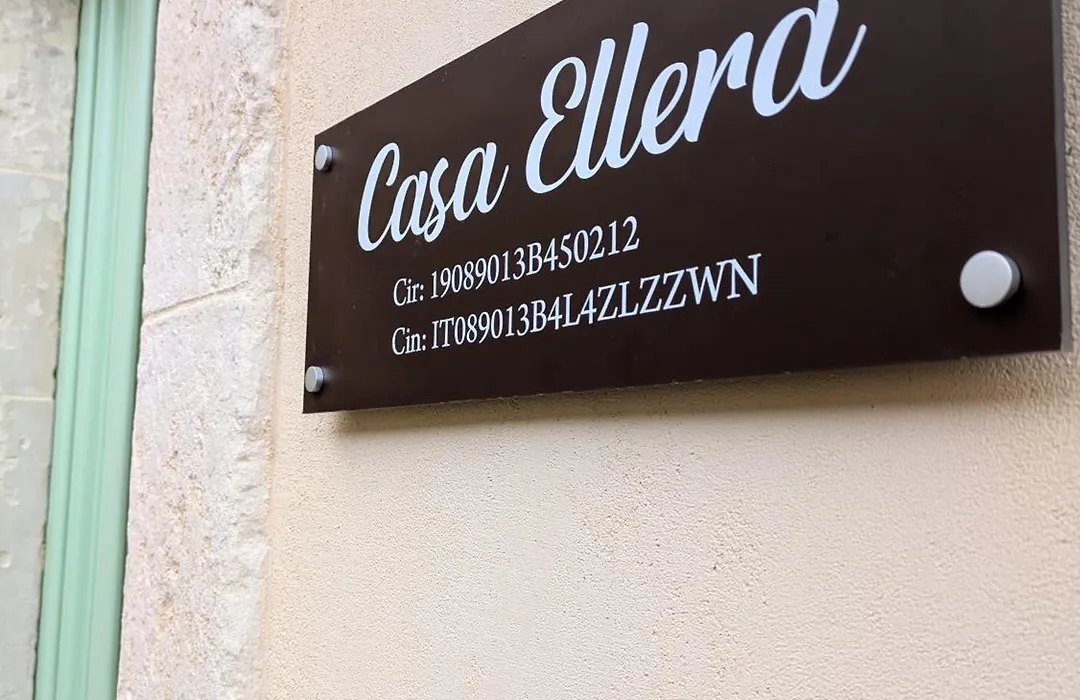 Casa Ellera
Cir: 19089013B450212
Cin: IT089013B4L4ZLZZWN